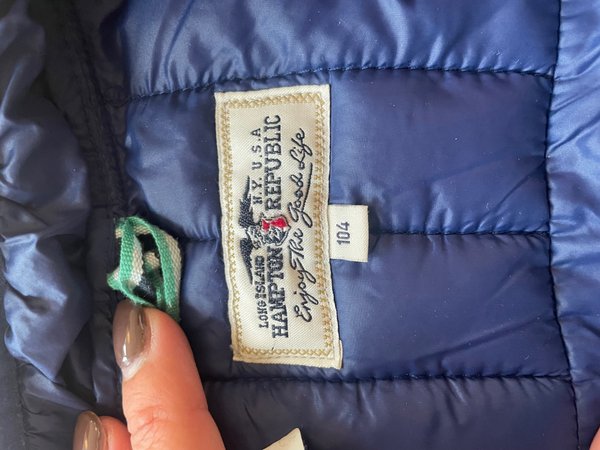 LONG ISLAND N.Y. U.S.A
HAMPTON REPUBLIC
Enjoy The Good Life
104